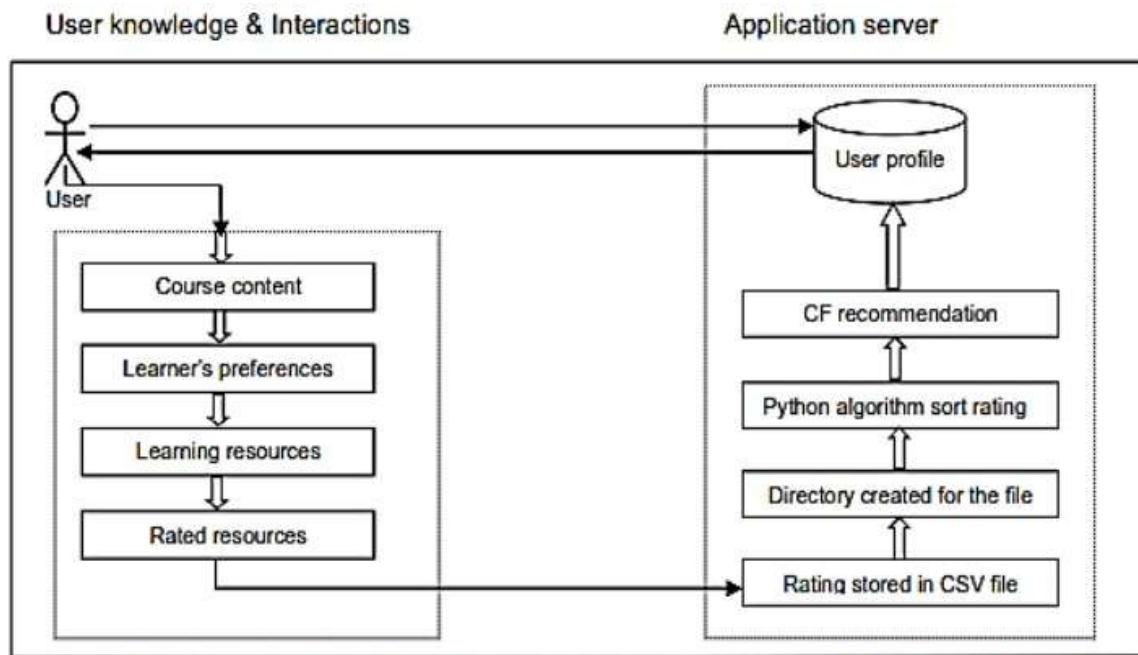 User knowledge & Interactions
Application server
User
User profile
Course content
Learner's preferences
Learning resources
Rated resources
CF recommendation
Python algorithm sort rating
Directory created for the file
Rating stored in CSV file